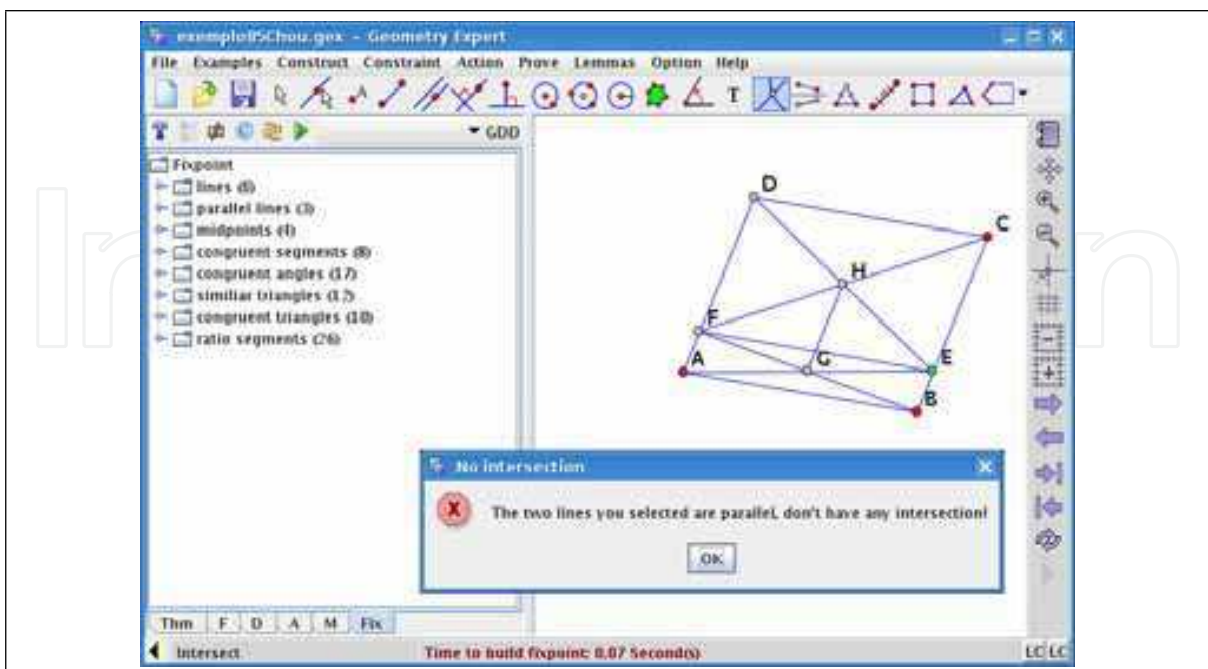 exemplo85Chou.gex - Geometry Expert
File Examples Construct Constraint Action Prove Lemmas Option Help
A T
GDD
Fixpoint
lines (6)
parallel lines (3)
midpoints (4)
congruent segments (8)
congruent angles (17)
similiar triangles (12)
congruent triangles (10)
ratio segments (26)
D
C
H
F
A
G
E
B
No intersection
The two lines you selected are parallel, don't have any intersection!
OK
Thm F D A M Fix
Intersect Time to build fixpoint: 0.07 Second(s) LC LC